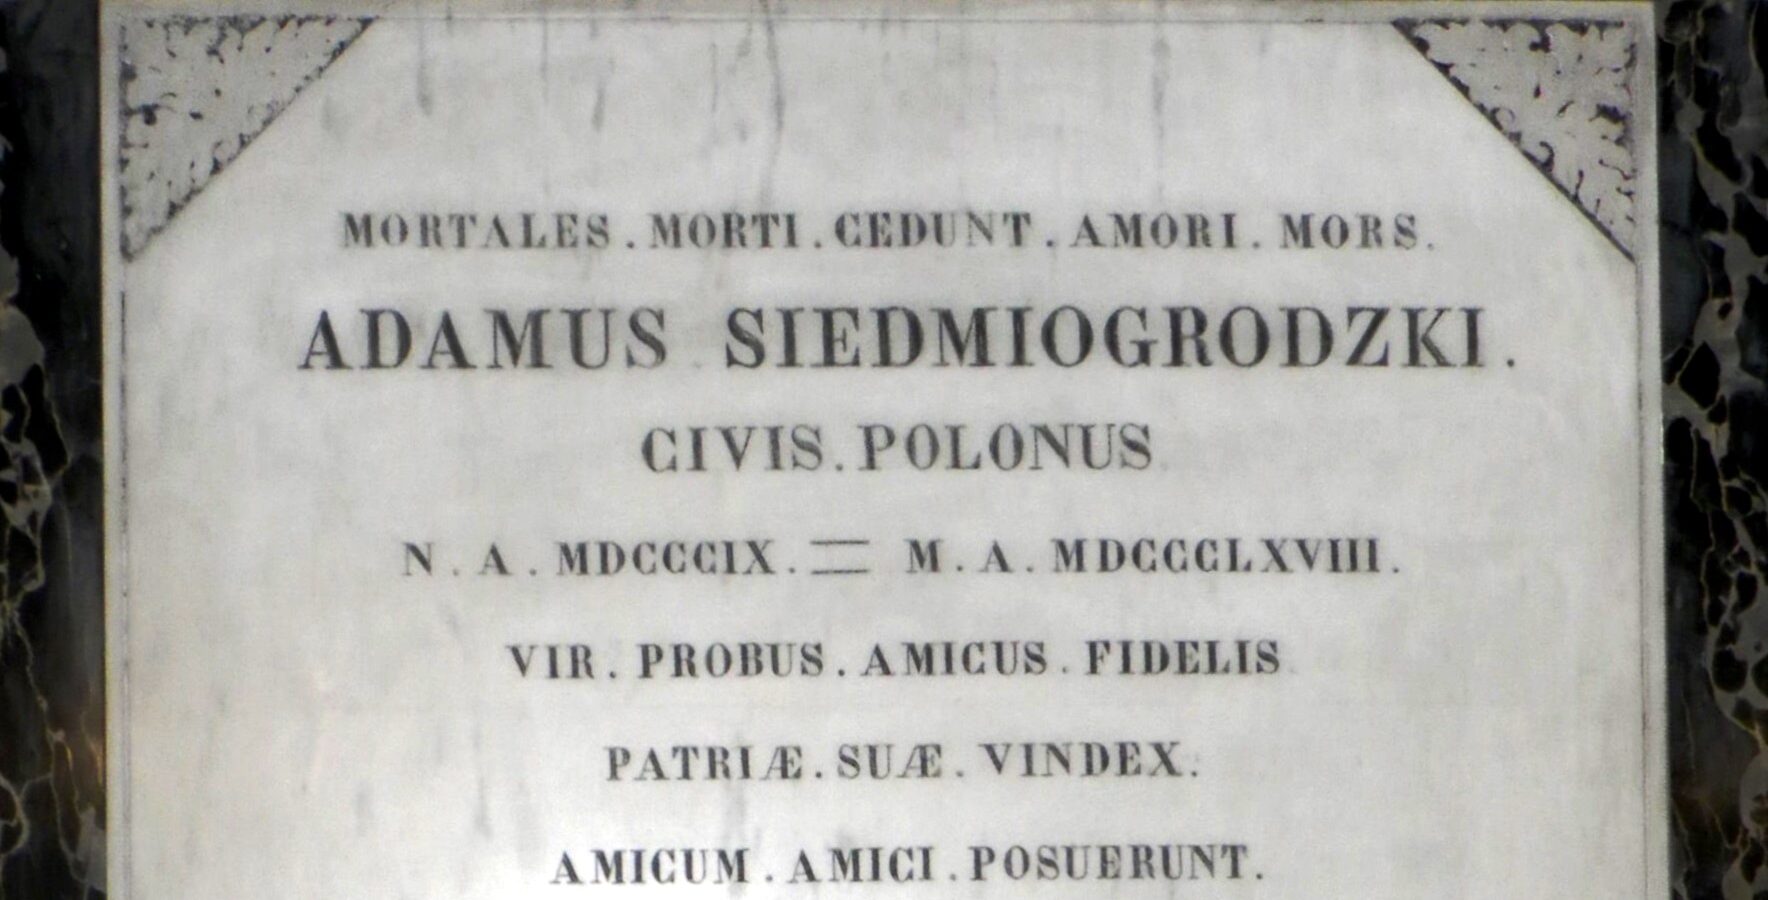 MORTALES . MORTI . CEDUNT . AMORI . MORS.
ADAMUS SIEDMIOGRODZKI .
CIVIS . POLONUS
N . A . MDCCCIX . = M . A . MDCCCLXVIII .
VIR . PROBUS . AMICUS . FIDELIS
PATRIÆ . SUÆ . VINDEX .
AMICUM . AMICI . POSUERUNT .